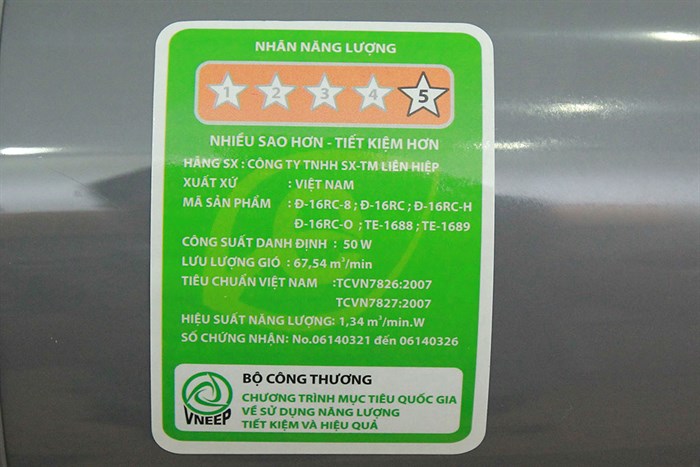 NHÃN NĂNG LƯỢNG
1 2 3 4 5
NHIỀU SAO HƠN - TIẾT KIỆM HƠN
HÃNG SX : CÔNG TY TNHH SX-TM LIÊN HIỆP
XUẤT XỨ : VIỆT NAM
MÃ SẢN PHẨM : Đ-16RC-8 ; Đ-16RC ; Đ-16RC-H
Đ-16RC-O ; TE-1688 ; TE-1689
CÔNG SUẤT DANH ĐỊNH : 50 W
LƯU LƯỢNG GIÓ : 67,54 m³/min
TIÊU CHUẨN VIỆT NAM :TCVN7826:2007
TCVN7827:2007
HIỆU SUẤT NĂNG LƯỢNG: 1,34 m³/min.W
SỐ CHỨNG NHẬN: No.06140321 đến 06140326
BỘ CÔNG THƯƠNG
CHƯƠNG TRÌNH MỤC TIÊU QUỐC GIA
VỀ SỬ DỤNG NĂNG LƯỢNG
TIẾT KIỆM VÀ HIỆU QUẢ
VNEEP